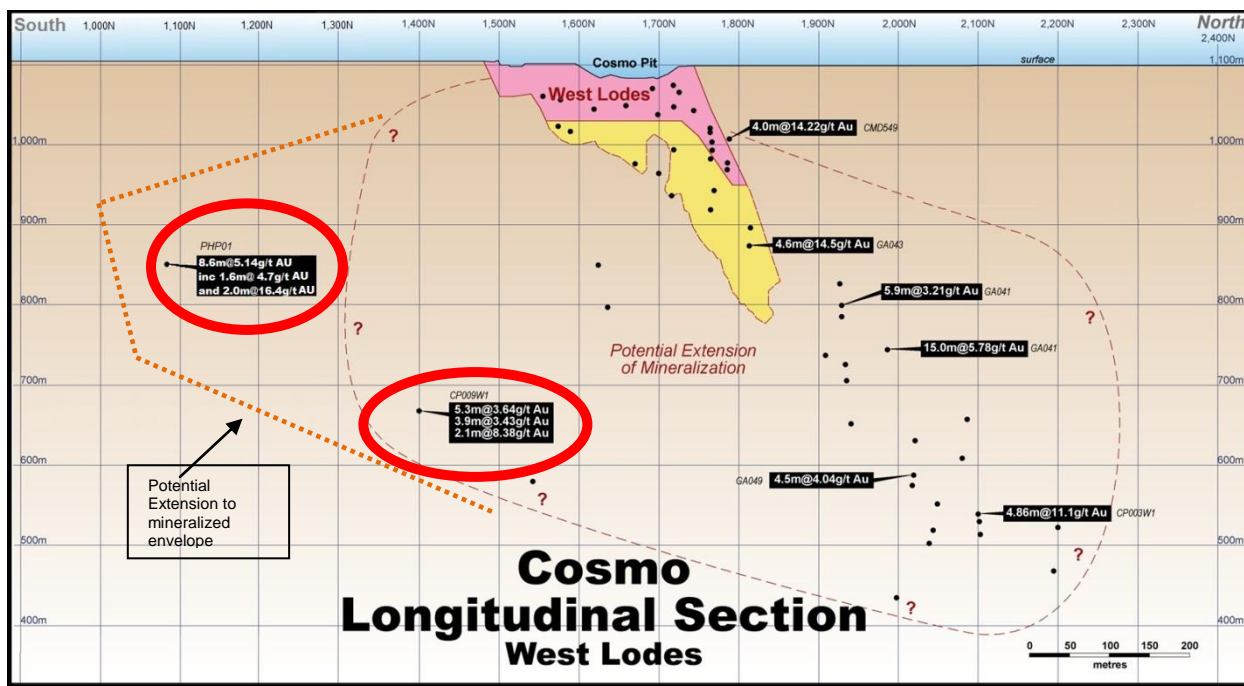 South
1,000N 1,100N 1,200N 1,300N 1,400N 1,500N 1,600N 1,700N 1,800N 1,900N 2,000N 2,100N 2,200N 2,300N
North
2,400N
Cosmo Pit
surface
1,100m
West Lodes
4.0m@14.22g/t Au CMD549
?
1,000m 1,000m
900m 900m
PHP01
8.6m@5.14g/t AU
inc 1.6m@ 4.7g/t AU
and 2.0m@16.4g/t AU
4.6m@14.5g/t Au GA043
5.9m@3.21g/t Au GA041
800m 800m
?
?
Potential Extension
of Mineralization
15.0m@5.78g/t Au GA041
700m 700m
CP009W1
5.3m@3.64g/t Au
3.9m@3.43g/t Au
2.1m@8.38g/t Au
600m 600m
GA049 4.5m@4.04g/t Au
Potential
Extension to
mineralized
envelope
?
4.86m@11.1g/t Au CP003W1
500m 500m
?
Cosmo
Longitudinal Section
West Lodes
?
400m 400m
0 50 100 150 200
metres